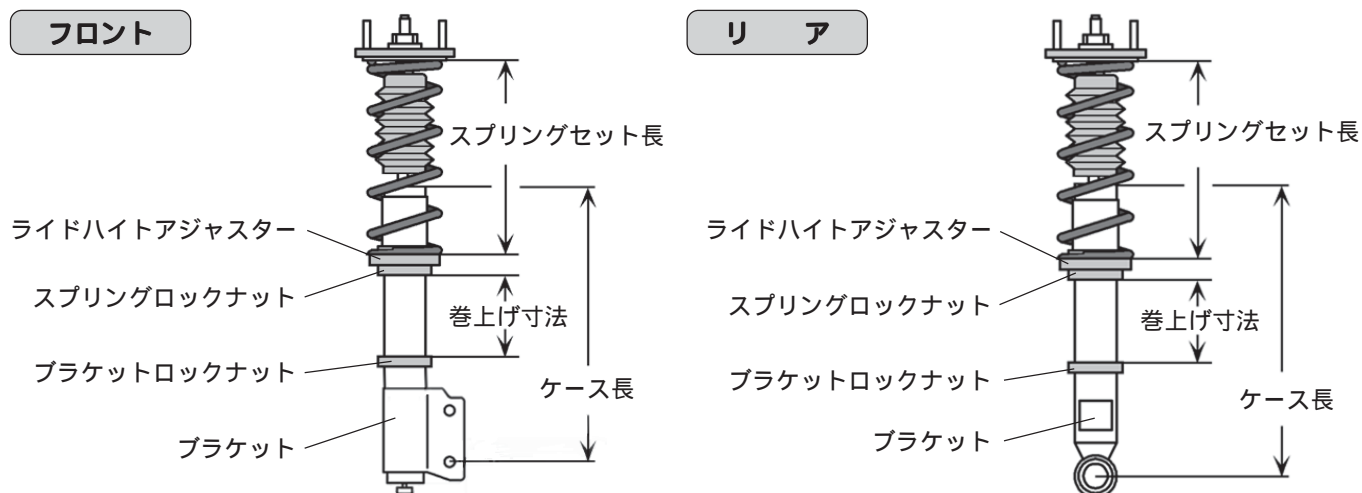 フロント
スプリングセット長
ライドハイトアジャスター
スプリングロックナット
巻上げ寸法
ブラケットロックナット
ケース長
ブラケット
リア
スプリングセット長
ライドハイトアジャスター
スプリングロックナット
巻上げ寸法
ブラケットロックナット
ケース長
ブラケット